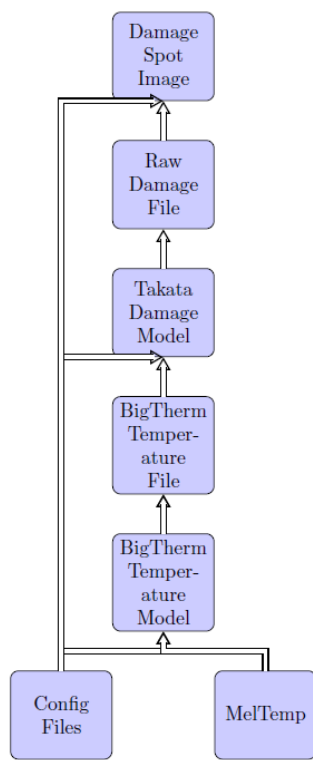 Damage
Spot
Image
Raw
Damage
File
Takata
Damage
Model
BigTherm
Temper-
ature
File
BigTherm
Temper-
ature
Model
Config
Files
MelTemp